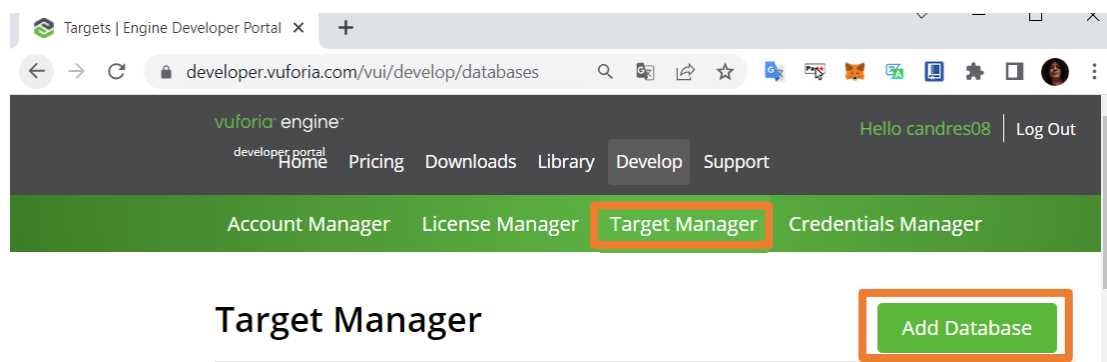 Targets | Engine Developer Portal
developer.vuforia.com/vui/develop/databases
vuforia engine™
Hello candres08 | Log Out
developer portal
Home Pricing Downloads Library Develop Support
Account Manager License Manager Target Manager Credentials Manager
Target Manager
Add Database